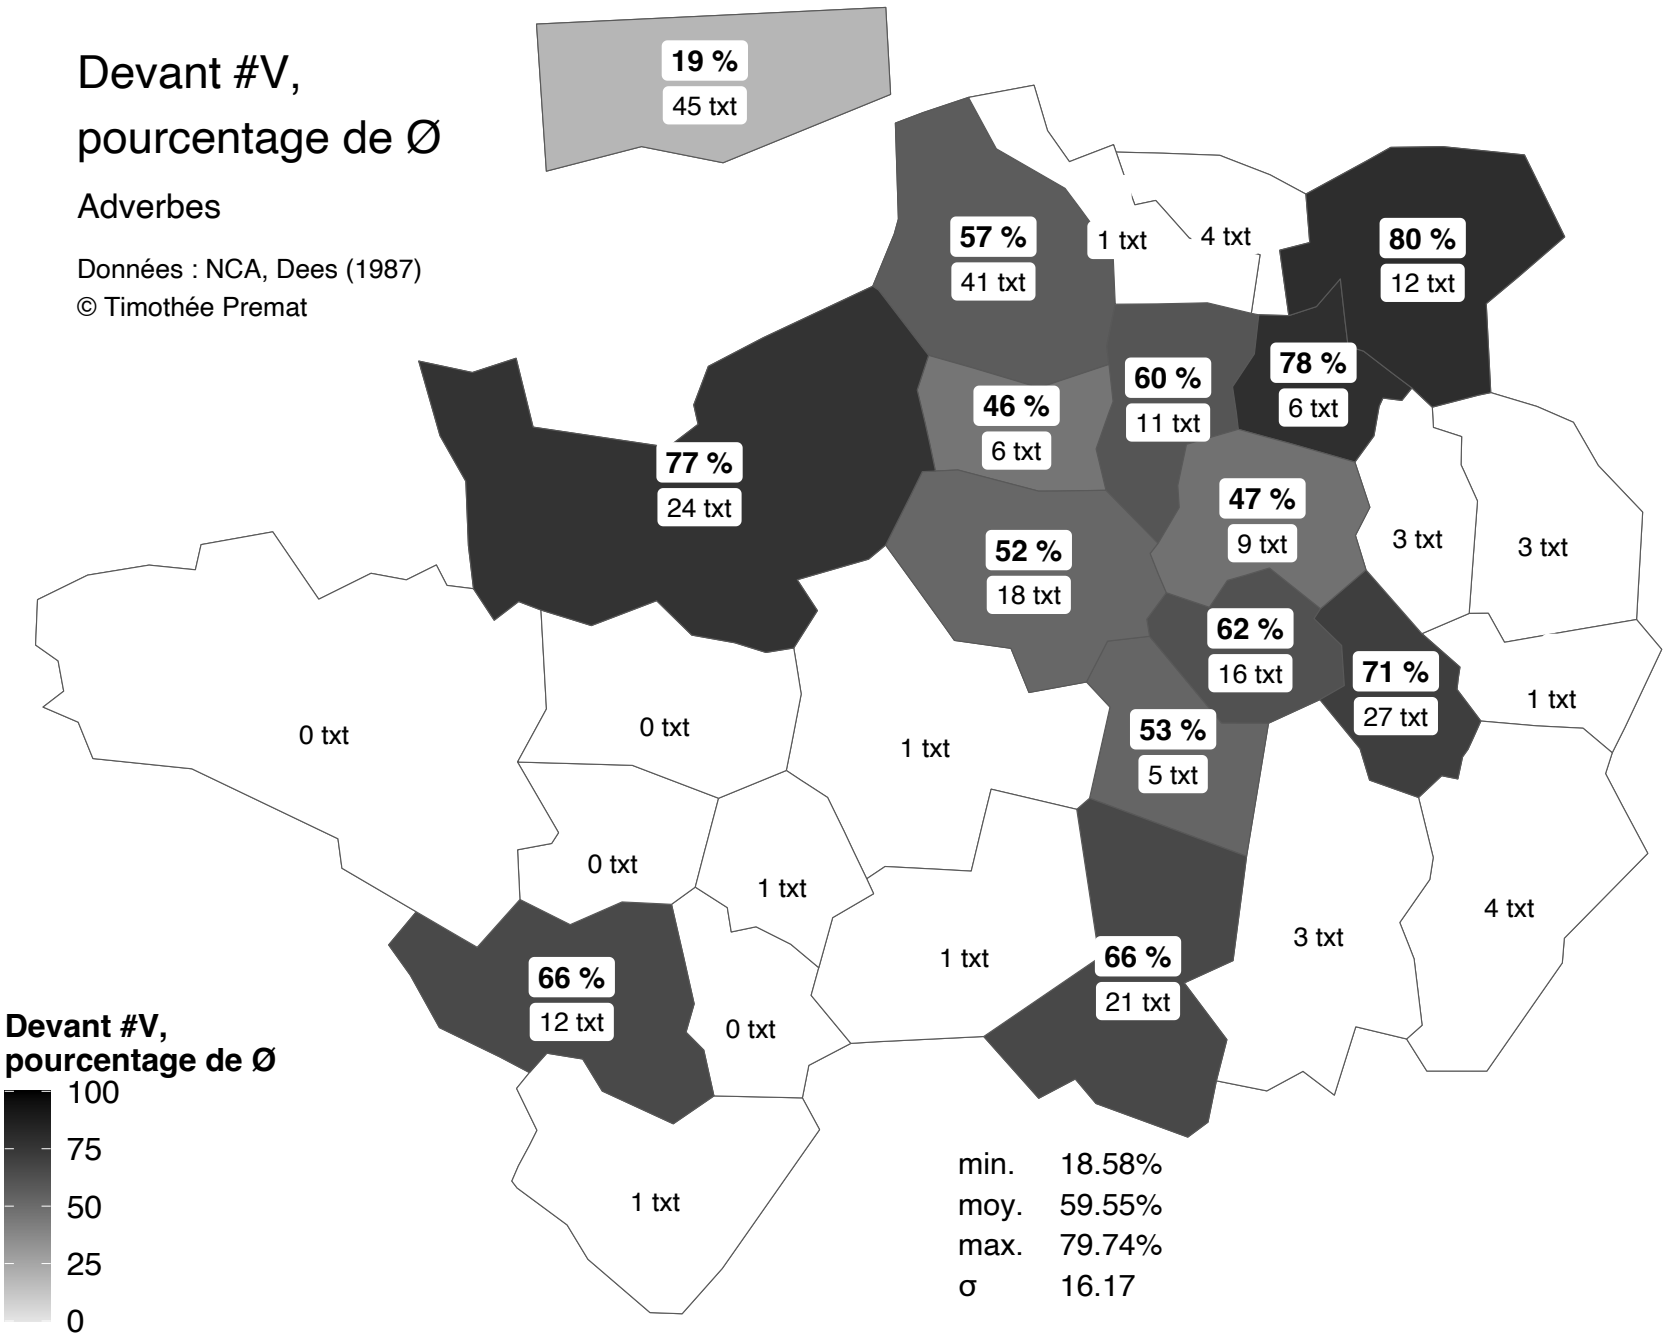 Devant #V,
pourcentage de Ø
Adverbes
Données : NCA, Dees (1987)
© Timothée Premat
19 %
45 txt
57 %
41 txt
1 txt
4 txt
80 %
12 txt
77 %
24 txt
46 %
6 txt
60 %
11 txt
78 %
6 txt
52 %
18 txt
47 %
9 txt
3 txt
3 txt
62 %
16 txt
71 %
27 txt
1 txt
0 txt
0 txt
1 txt
53 %
5 txt
0 txt
1 txt
1 txt
66 %
21 txt
3 txt
4 txt
66 %
12 txt
0 txt
1 txt
Devant #V,
pourcentage de Ø
100
75
50
25
0
min. 18.58%
moy. 59.55%
max. 79.74%
σ 16.17